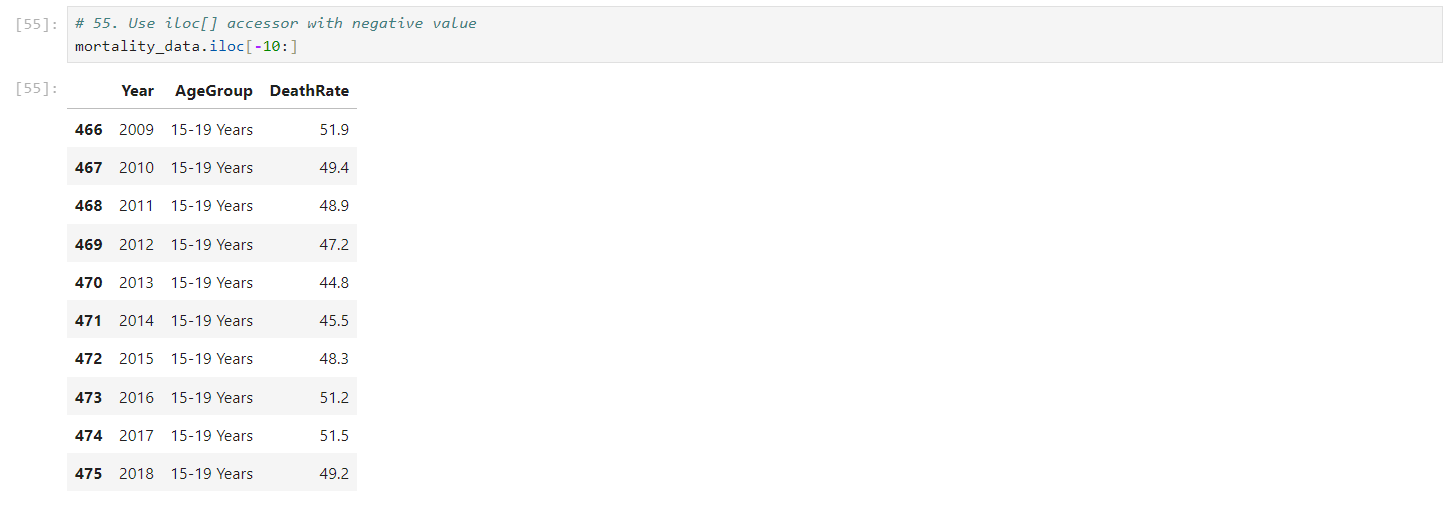 [55]: # 55. Use iloc[] accessor with negative value
mortality_data.iloc[-10:]
[55]: Year AgeGroup DeathRate
466 2009 15-19 Years 51.9
467 2010 15-19 Years 49.4
468 2011 15-19 Years 48.9
469 2012 15-19 Years 47.2
470 2013 15-19 Years 44.8
471 2014 15-19 Years 45.5
472 2015 15-19 Years 48.3
473 2016 15-19 Years 51.2
474 2017 15-19 Years 51.5
475 2018 15-19 Years 49.2